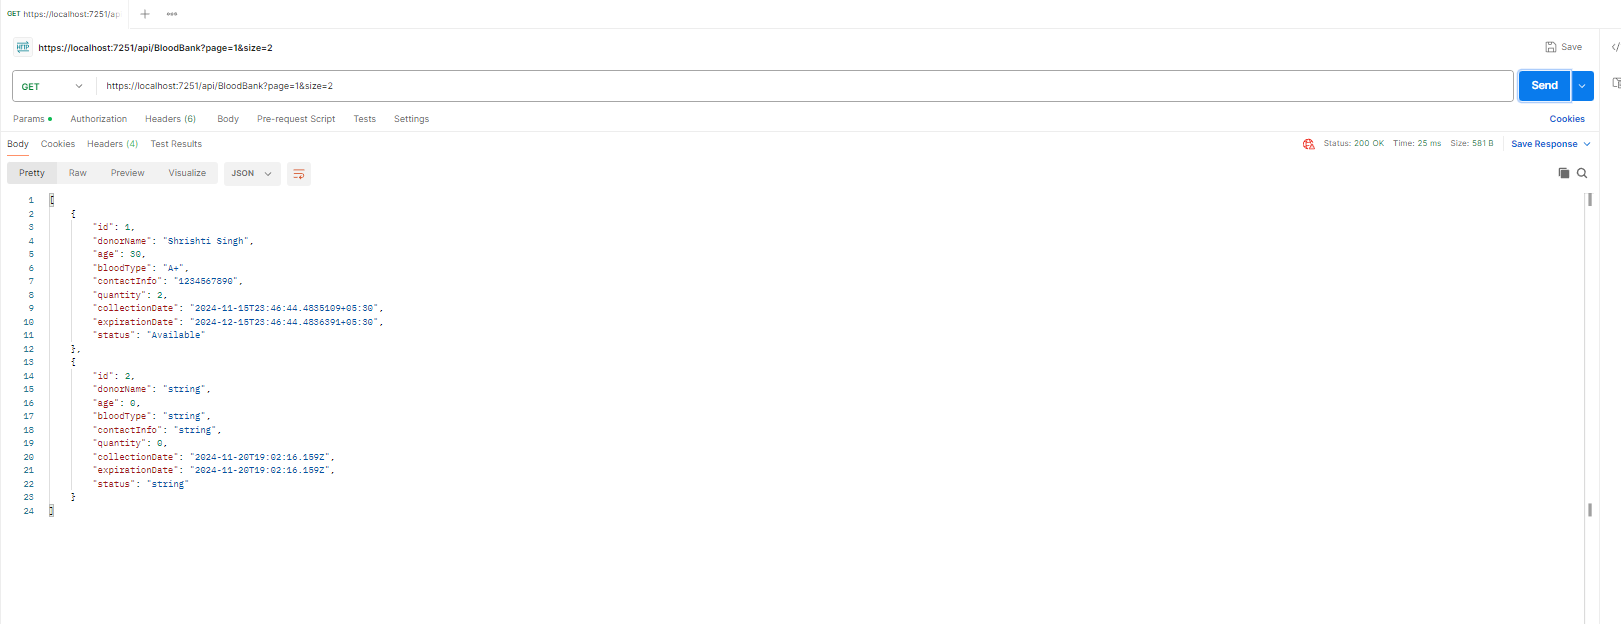 GET https://localhost:7251/ap
HTTP https://localhost:7251/api/BloodBank?page=1&size=2
Save
GET https://localhost:7251/api/BloodBank?page=1&size=2
Send
Params Authorization Headers (6) Body Pre-request Script Tests Settings Cookies
Body Cookies Headers (4) Test Results Status: 200 OK Time: 25 ms Size: 581 B Save Response
Pretty Raw Preview Visualize JSON
1 [
2 {
3 "id": 1,
4 "donorName": "Shrishti Singh",
5 "age": 30,
6 "bloodType": "A+",
7 "contactInfo": "1234567890",
8 "quantity": 2,
9 "collectionDate": "2024-11-15T23:46:44.4835109+05:30",
10 "expirationDate": "2024-12-15T23:46:44.4836391+05:30",
11 "status": "Available"
12 },
13 {
14 "id": 2,
15 "donorName": "string",
16 "age": 0,
17 "bloodType": "string",
18 "contactInfo": "string",
19 "quantity": 0,
20 "collectionDate": "2024-11-20T19:02:16.159Z",
21 "expirationDate": "2024-11-20T19:02:16.159Z",
22 "status": "string"
23 }
24 ]